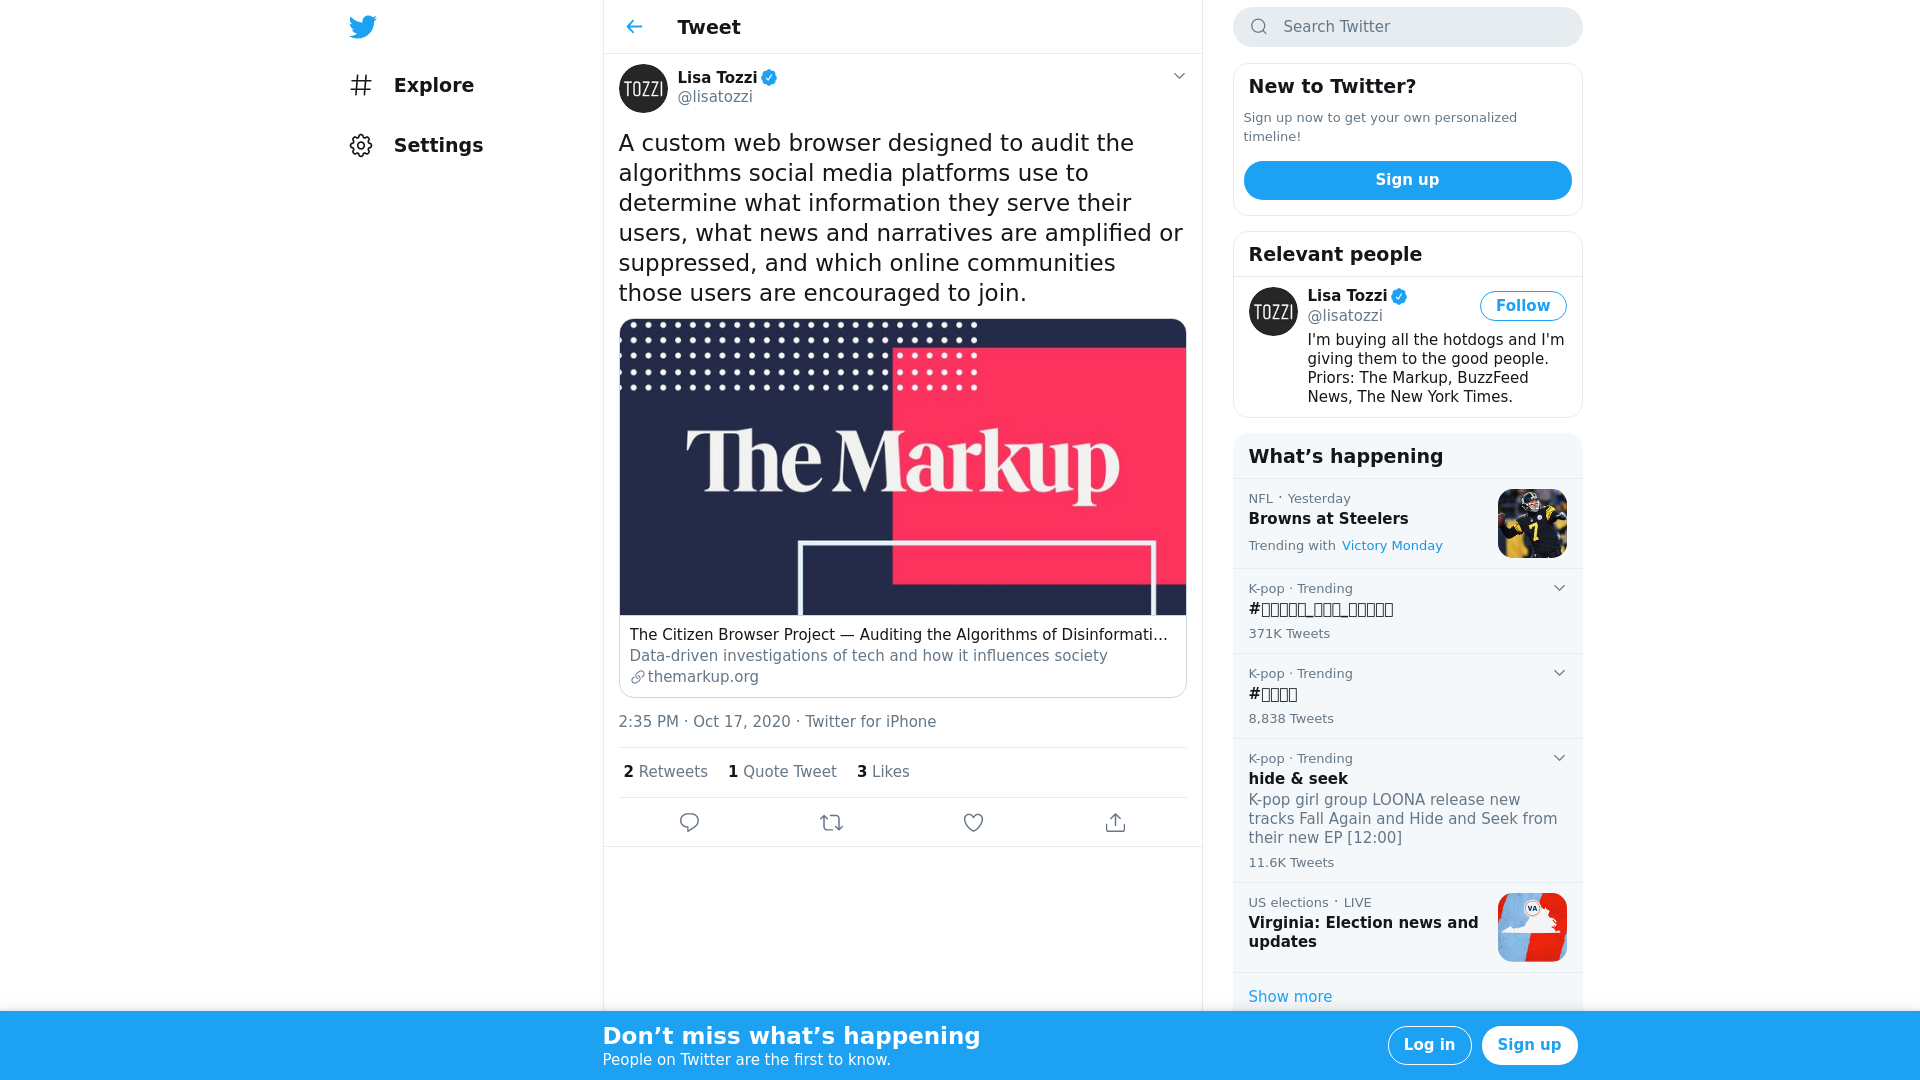 Explore
Settings
Tweet
TOZZI
Lisa Tozzi
@lisatozzi
A custom web browser designed to audit the
algorithms social media platforms use to
determine what information they serve their
users, what news and narratives are amplified or
suppressed, and which online communities
those users are encouraged to join.
The Markup
The Citizen Browser Project — Auditing the Algorithms of Disinformati…
Data-driven investigations of tech and how it influences society
themarkup.org
2:35 PM · Oct 17, 2020 · Twitter for iPhone
2 Retweets 1 Quote Tweet 3 Likes
Search Twitter
New to Twitter?
Sign up now to get your own personalized
timeline!
Sign up
Relevant people
TOZZI
Lisa Tozzi
@lisatozzi
Follow
I'm buying all the hotdogs and I'm
giving them to the good people.
Priors: The Markup, BuzzFeed
News, The New York Times.
What’s happening
NFL · Yesterday
Browns at Steelers
Trending with Victory Monday
7
K-pop · Trending
371K Tweets
K-pop · Trending
8,838 Tweets
K-pop · Trending
hide & seek
K-pop girl group LOONA release new
tracks Fall Again and Hide and Seek from
their new EP [12:00]
11.6K Tweets
US elections · LIVE
Virginia: Election news and
updates
VA
Show more
Don’t miss what’s happening
People on Twitter are the first to know.
Log in
Sign up